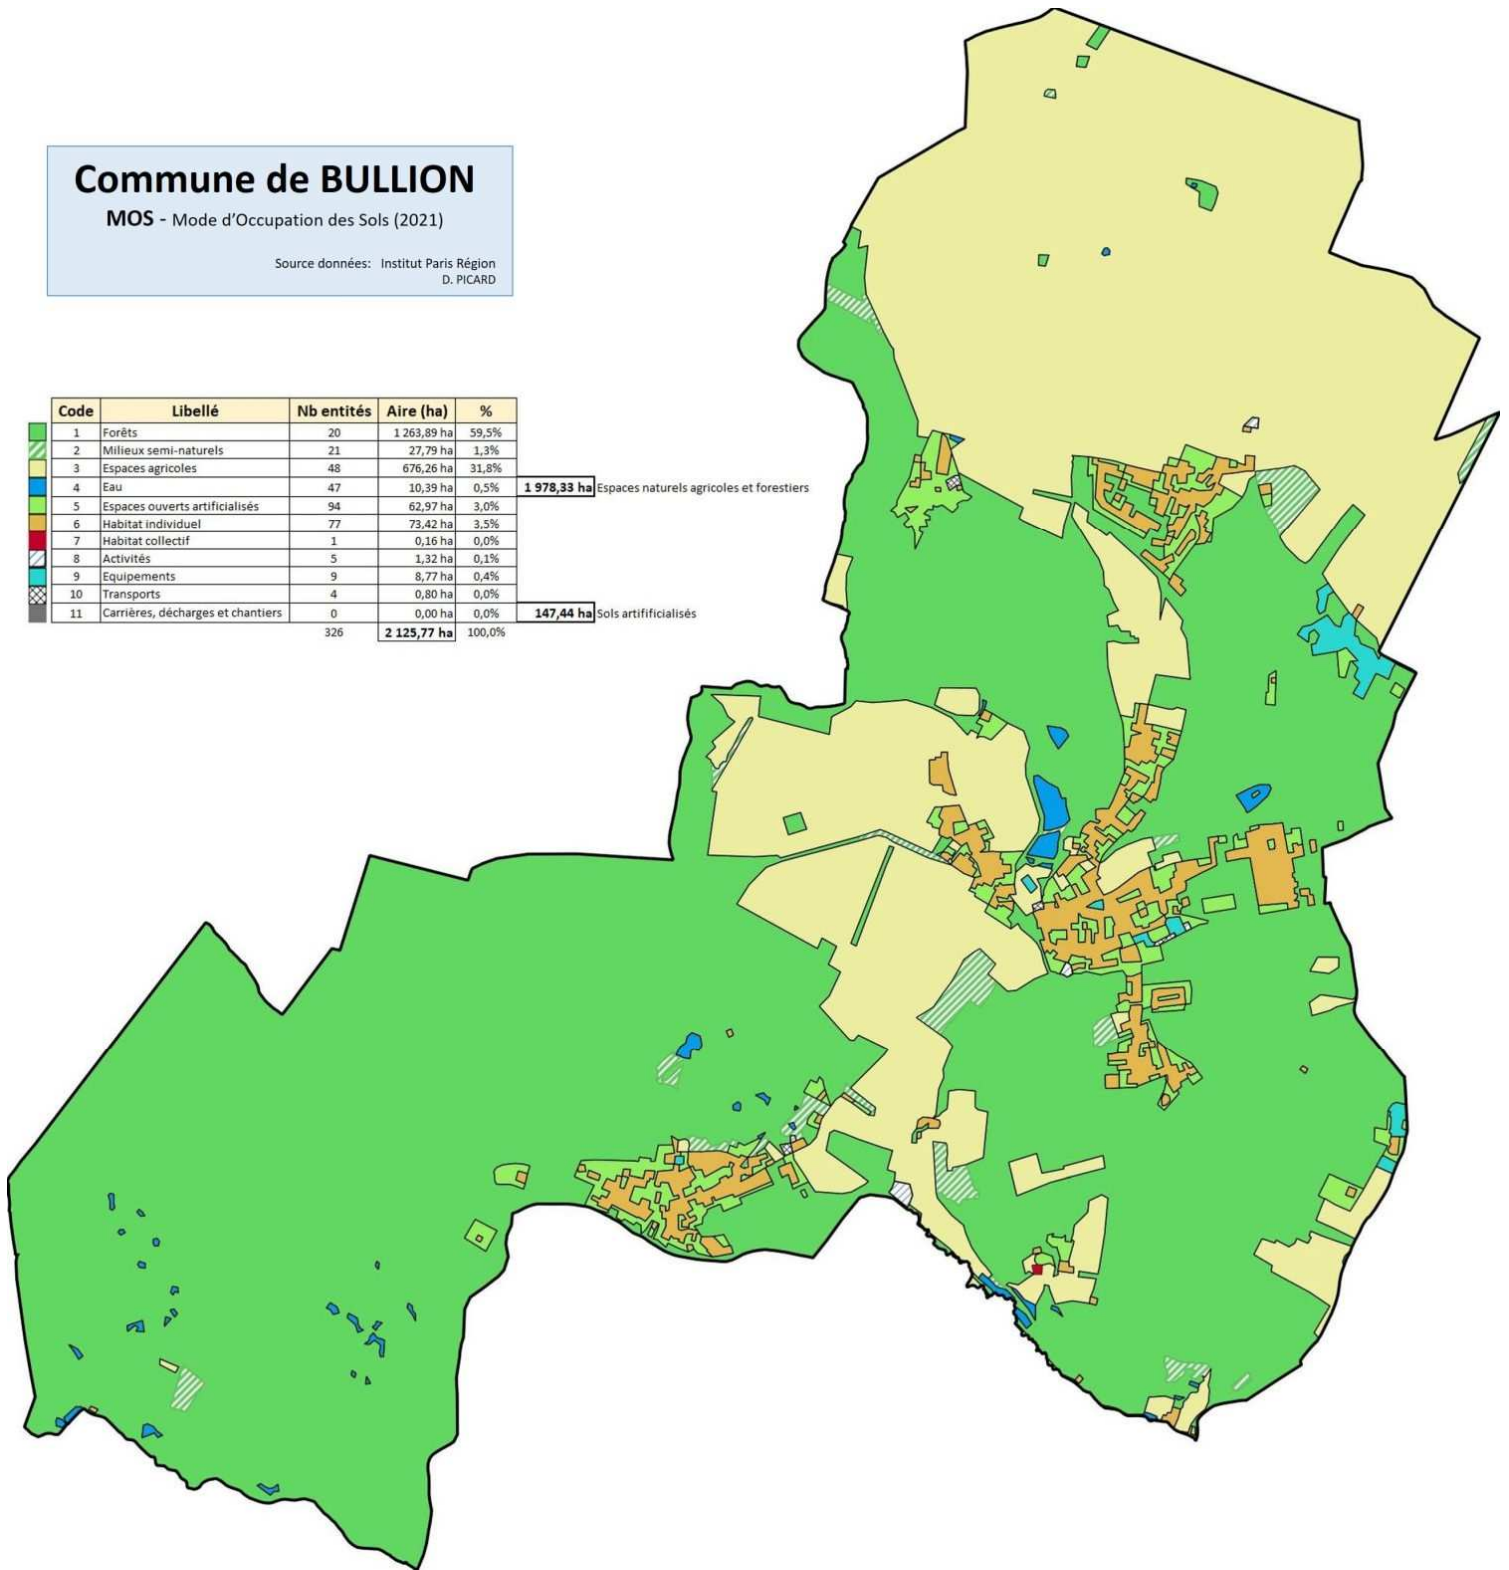 Commune de BULLION
MOS - Mode d'Occupation des Sols (2021)
Source données: Institut Paris Région
D. PICARD
Code Libellé Nb entités Aire (ha) %
1 Forêts 20 1 263,89 ha 59,5%
2 Milieux semi-naturels 21 27,79 ha 1,3%
3 Espaces agricoles 48 676,26 ha 31,8%
4 Eau 47 10,39 ha 0,5% 1 978,33 ha Espaces naturels agricoles et forestiers
5 Espaces ouverts artificialisés 94 62,97 ha 3,0%
6 Habitat individuel 77 73,42 ha 3,5%
7 Habitat collectif 1 0,16 ha 0,0%
8 Activités 5 1,32 ha 0,1%
9 Equipements 9 8,77 ha 0,4%
10 Transports 4 0,80 ha 0,0%
11 Carrières, décharges et chantiers 0 0,00 ha 0,0% 147,44 ha Sols artifificialisés
326 2 125,77 ha 100,0%